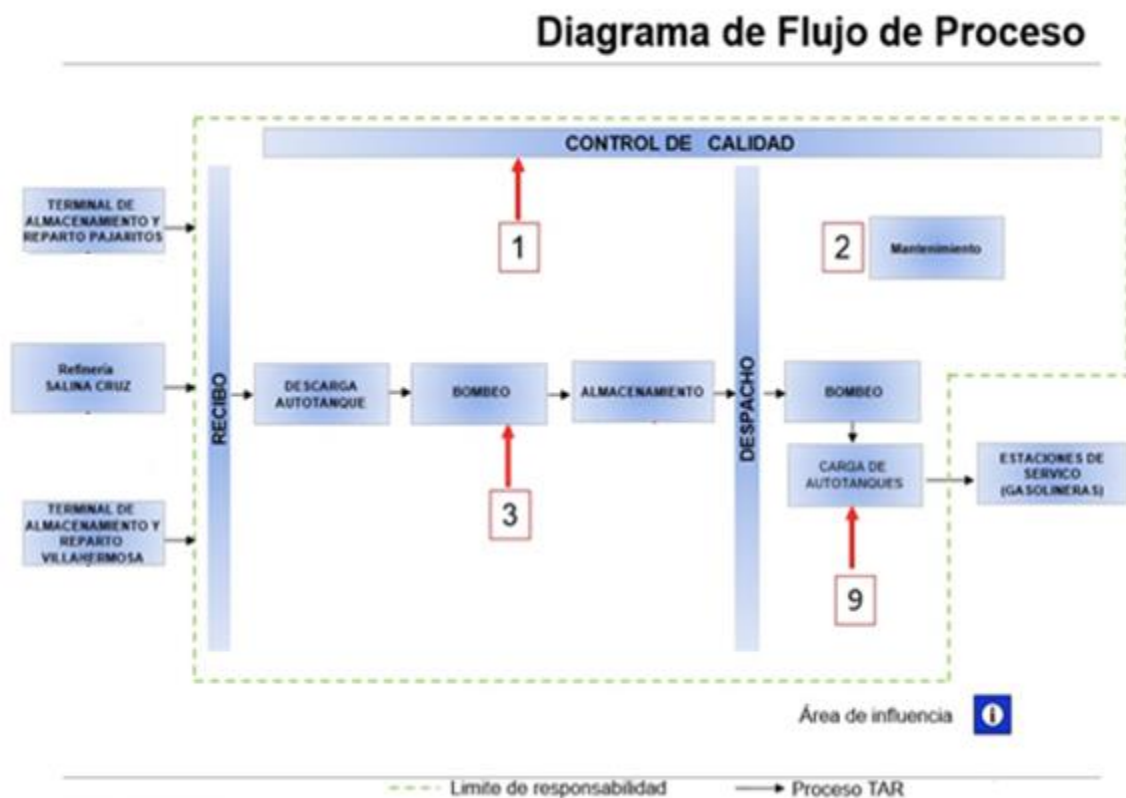 Diagrama de Flujo de Proceso
CONTROL DE CALIDAD
TERMINAL DE
ALMACENAMIENTO Y
REPARTO PAJARITOS
1
2
Mantenimiento
Refinería
SALINA CRUZ
RECIBO
DESCARGA
AUTOTANQUE
BOMBEO
ALMACENAMIENTO
DESPACHO
BOMBEO
CARGA DE
AUTOTANQUES
ESTACIONES DE
SERVICO
(GASOLINERAS)
3
TERMINAL DE
ALMACENAMIENTO Y
REPARTO
VILLAHERMOSA
9
Área de influencia
i
Limite de responsabilidad
Proceso TAR